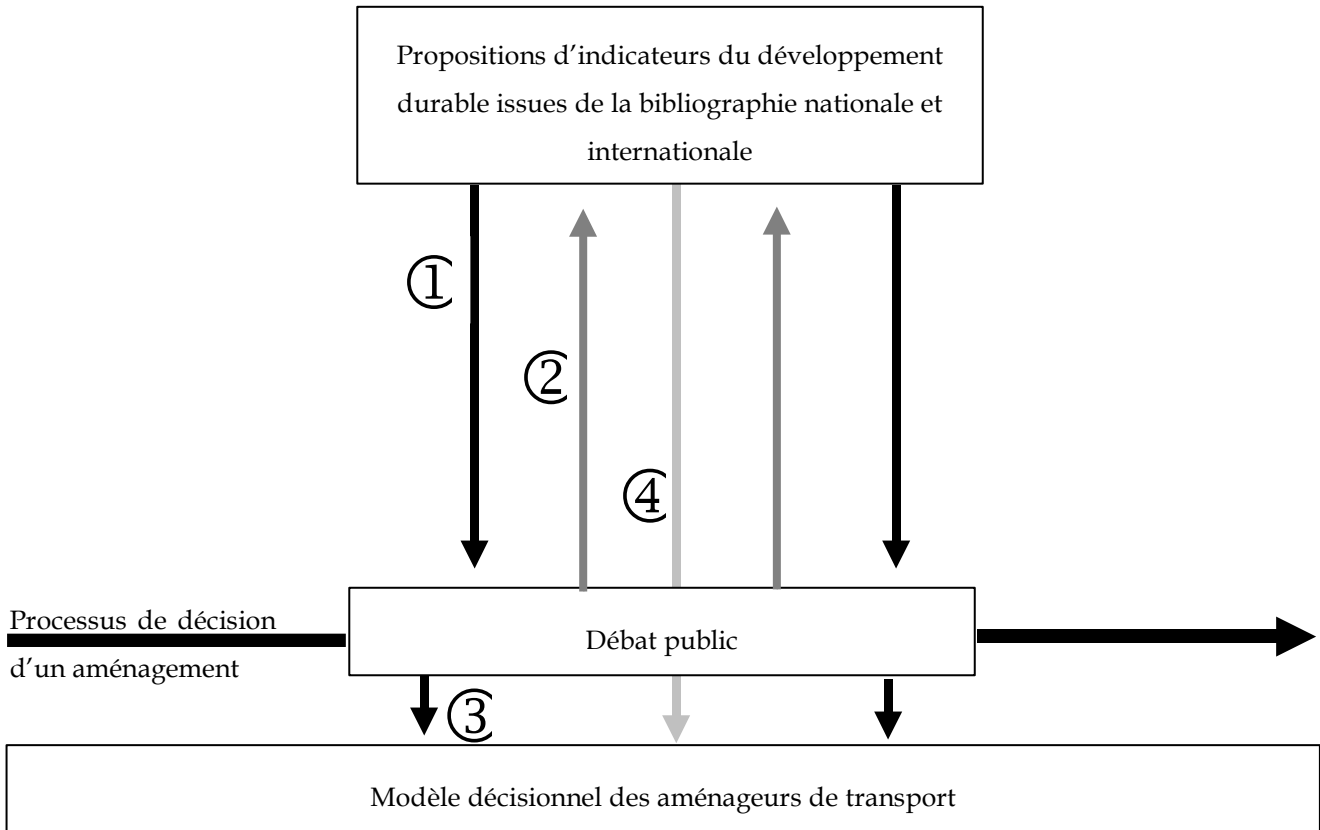 Propositions d’indicateurs du développement
durable issues de la bibliographie nationale et
internationale
①
②
④
Processus de décision
d’un aménagement
Débat public
③
Modèle décisionnel des aménageurs de transport